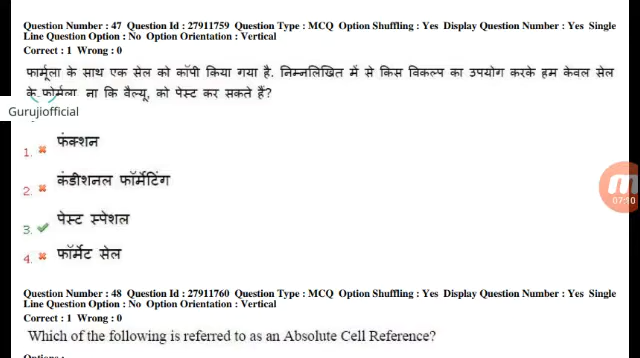 Question Number : 47 Question Id : 27911759 Question Type : MCQ Option Shuffling : Yes Display Question Number : Yes Single
Line Question Option : No Option Orientation : Vertical
Correct : 1 Wrong : 0
फार्मूला के साथ एक सेल को कॉपी किया गया है. निम्नलिखित में से किस विकल्प का उपयोग करके हम केवल सेल
के फोर्मूला ना कि वैल्यू, को पेस्ट कर सकते हैं?
Gurujiofficial
1. फंक्शन
2. कंडीशनल फॉर्मेटिंग
3. पेस्ट स्पेशल
4. फॉर्मेट सेल
07:10
Question Number : 48 Question Id : 27911760 Question Type : MCQ Option Shuffling : Yes Display Question Number : Yes Single
Line Question Option : No Option Orientation : Vertical
Correct : 1 Wrong : 0
Which of the following is referred to as an Absolute Cell Reference?
Options :